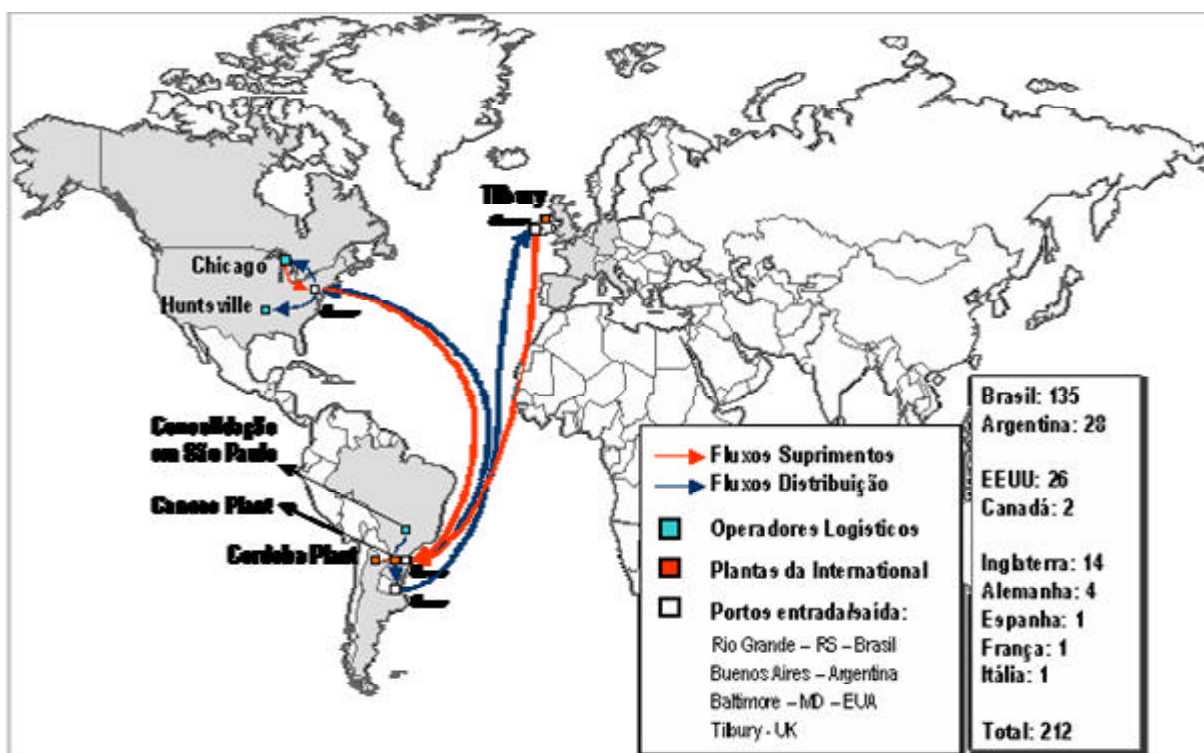 Tilbury
Chicago
Huntsville
Consolidação
em São Paulo
Canoas Plant
Cordoba Plant
Fluxos Suprimentos
Fluxos Distribuição
Operadores Logísticos
Plantas da International
Portos entrada/saída:
Rio Grande – RS – Brasil
Buenos Aires – Argentina
Baltimore – MD – EUA
Tilbury - UK
Brasil: 135
Argentina: 28
EEUU: 26
Canadá: 2
Inglaterra: 14
Alemanha: 4
Espanha: 1
França: 1
Itália: 1
Total: 212